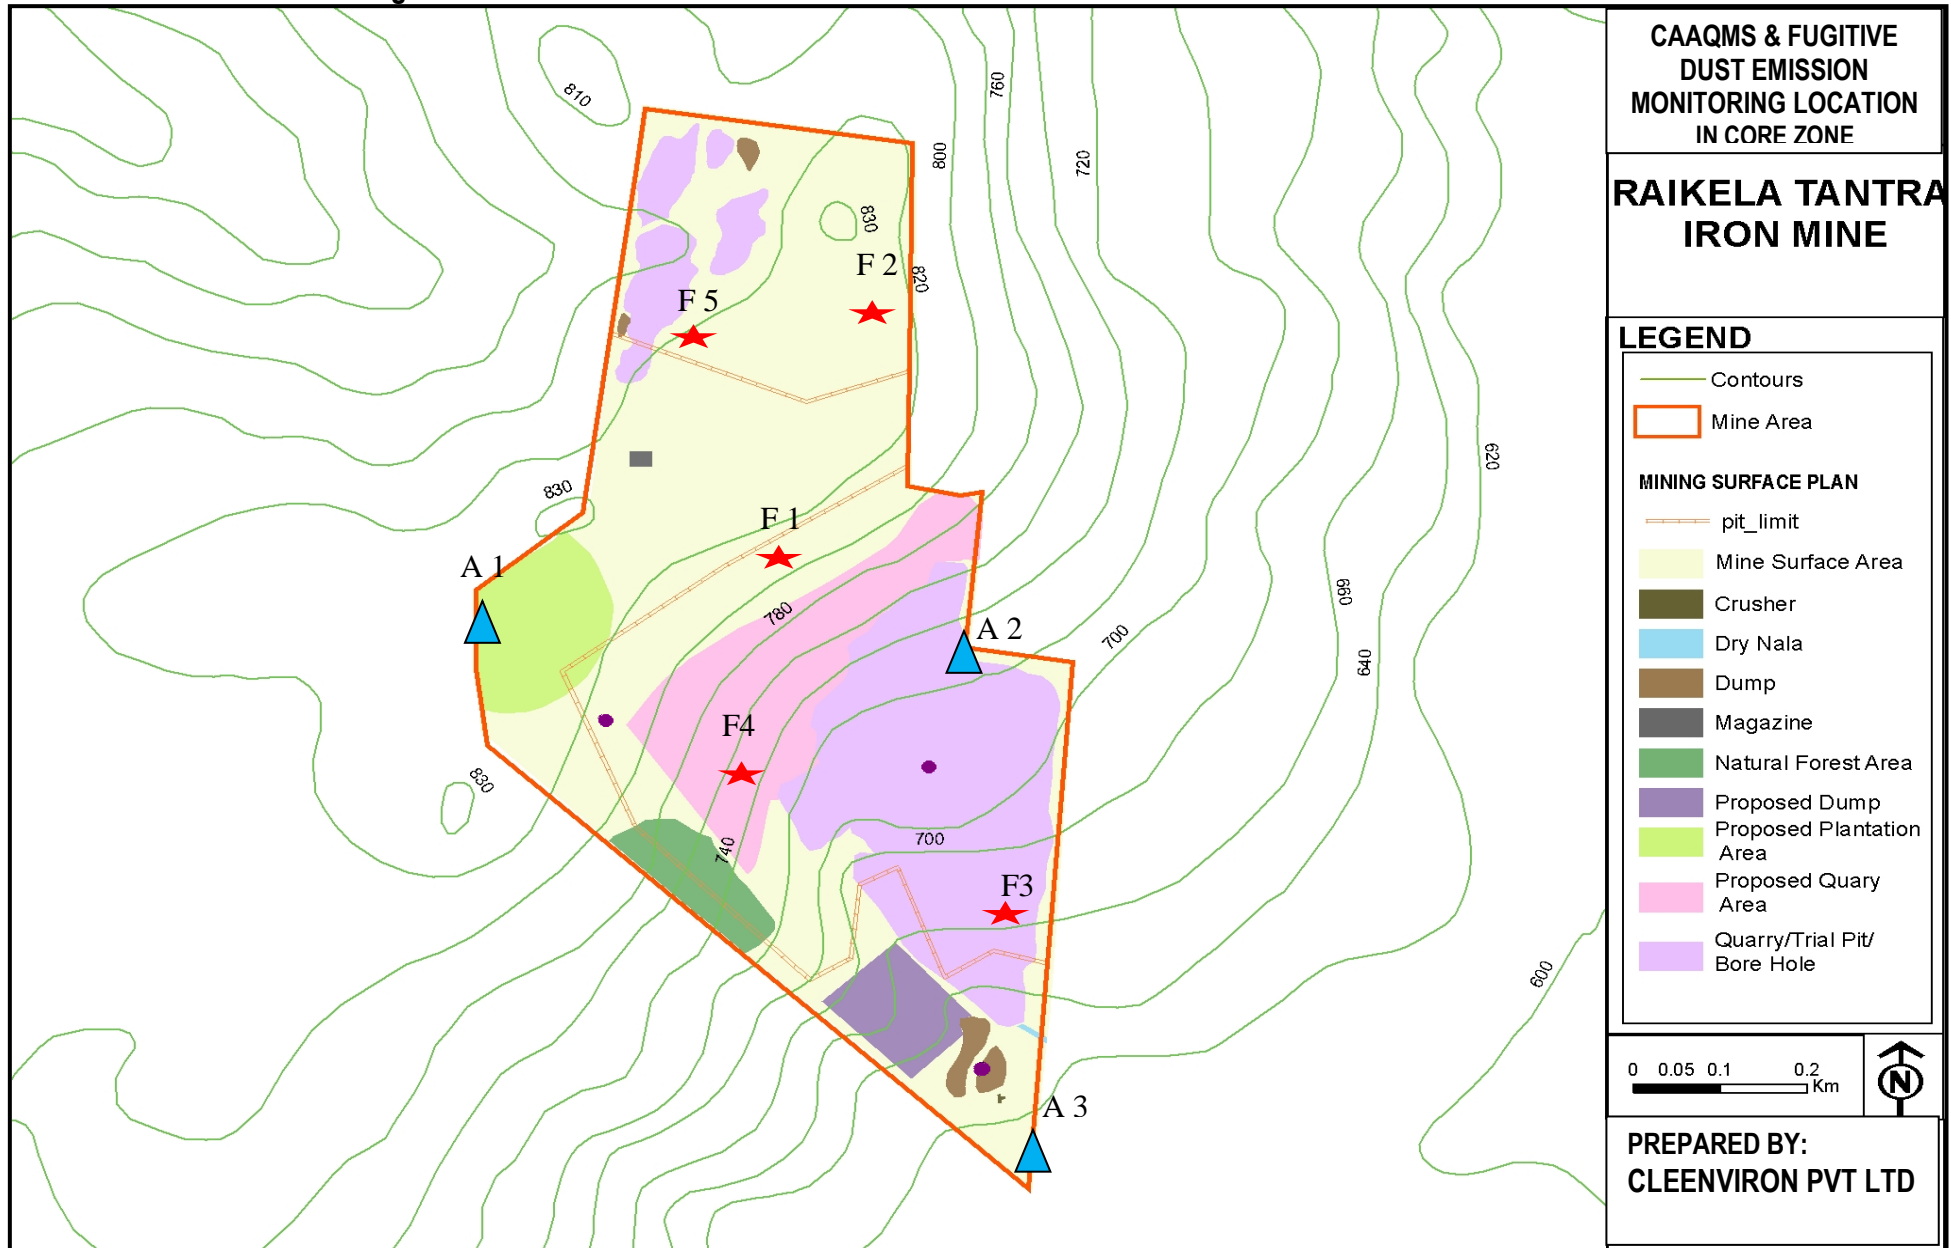 CAAQMS & FUGITIVE
DUST EMISSION
MONITORING LOCATION
IN CORE ZONE
RAIKELA TANTRA
IRON MINE
LEGEND
Contours
Mine Area
MINING SURFACE PLAN
pit_limit
Mine Surface Area
Crusher
Dry Nala
Dump
Magazine
Natural Forest Area
Proposed Dump
Proposed Plantation
Area
Proposed Quary
Area
Quarry/Trial Pit/
Bore Hole
0 0.05 0.1 0.2
Km
N
PREPARED BY:
CLEENVIRON PVT LTD
810
760
800
720
830
F 2
820
F 5
620
830
F 1
A 1
660
780
A 2
700
640
F4
830
740
700
F3
600
A 3